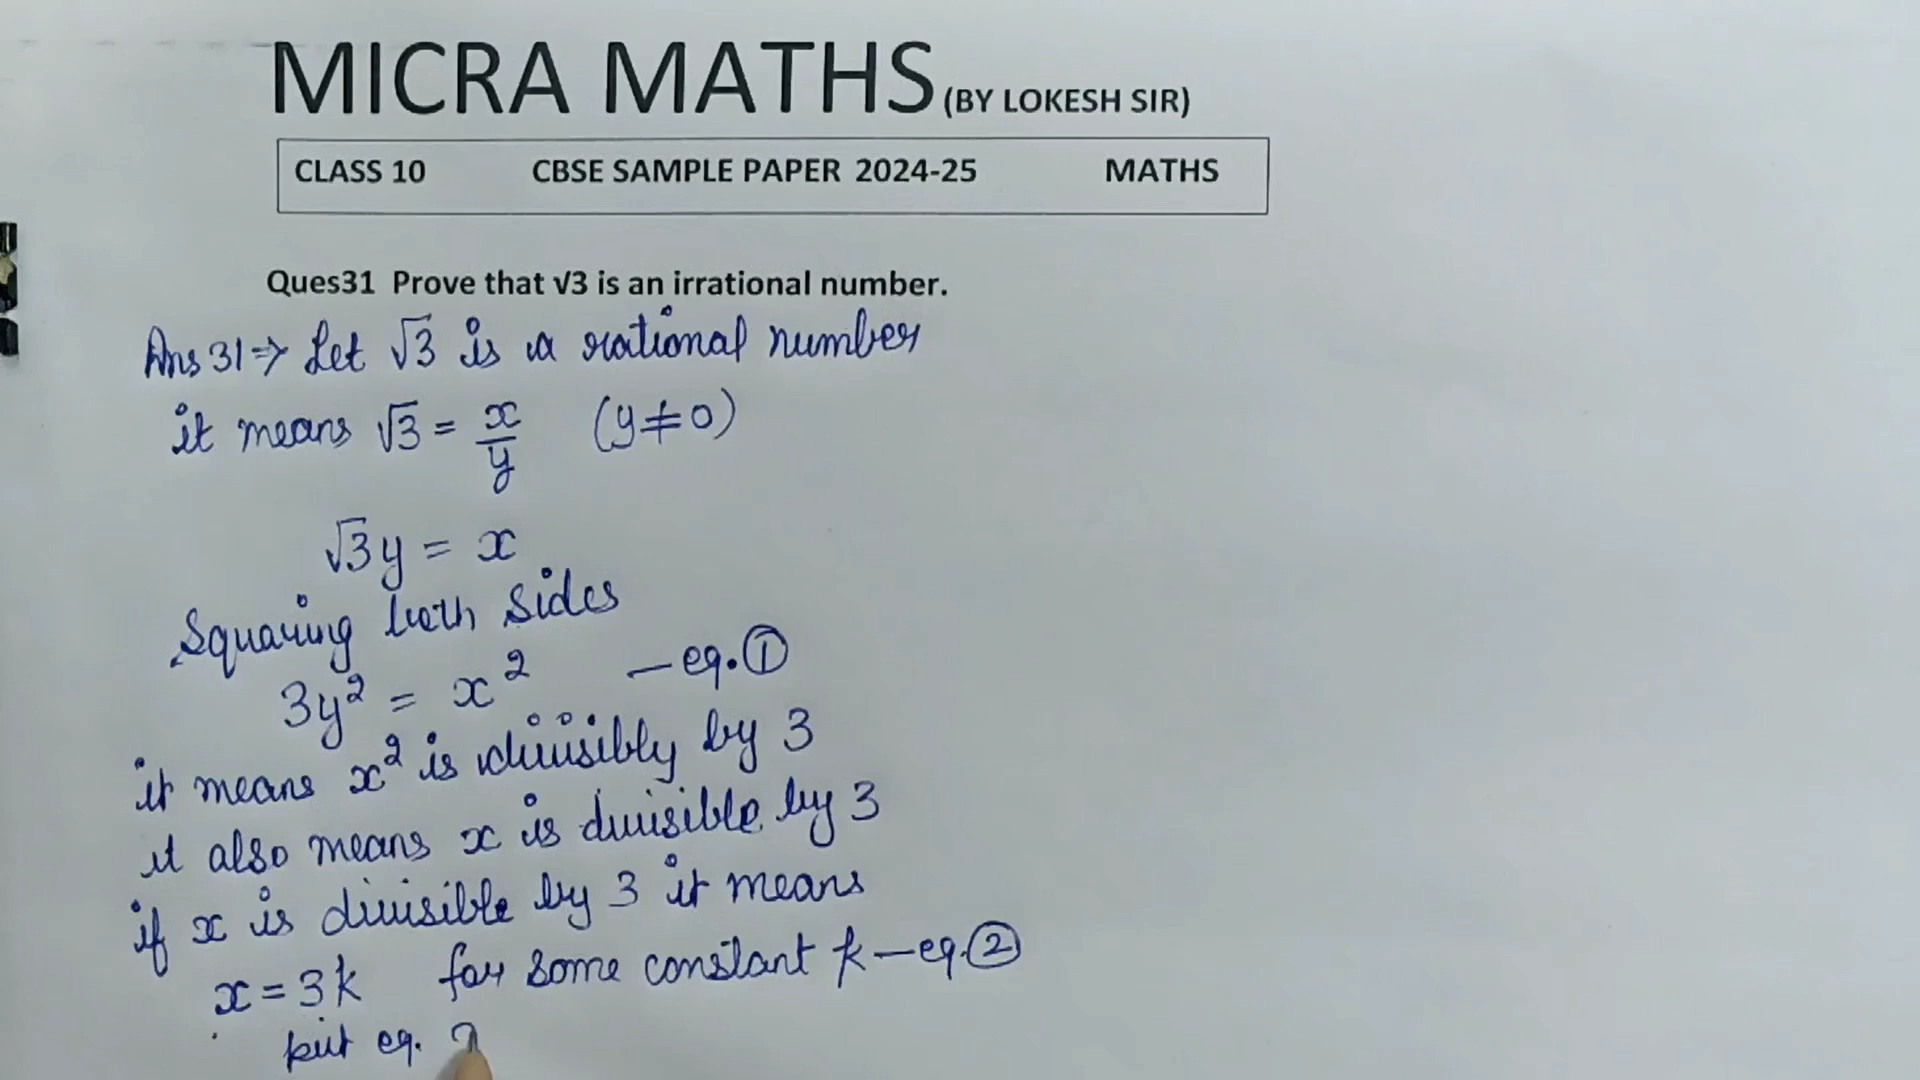 MICRA MATHS (BY LOKESH SIR)
CLASS 10 CBSE SAMPLE PAPER 2024-25 MATHS
Ques31 Prove that √3 is an irrational number.
Ans 31 ⇒ Let √3 is a rational number
it means √3 = x/y (y≠0)
√3y = x
Squaring both sides
3y² = x² — eq. ①
it means x² is divisibly by 3
it also means x is divisible by 3
if x is divisible by 3 it means
x = 3k for some constant k — eq. ②
put eq. 2